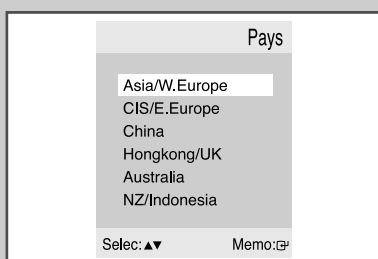 Pays
Asia/W.Europe
CIS/E.Europe
China
Hongkong/UK
Australia
NZ/Indonesia
Selec:▲▼ Memo: